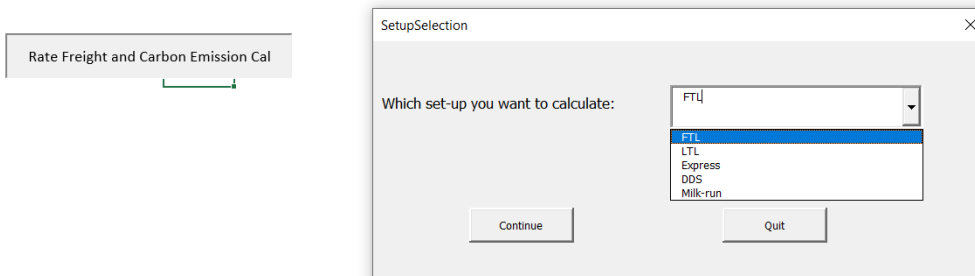 SetupSelection
Rate Freight and Carbon Emission Cal
Which set-up you want to calculate:
FTL
FTL
LTL
Express
DDS
Milk-run
Continue
Quit